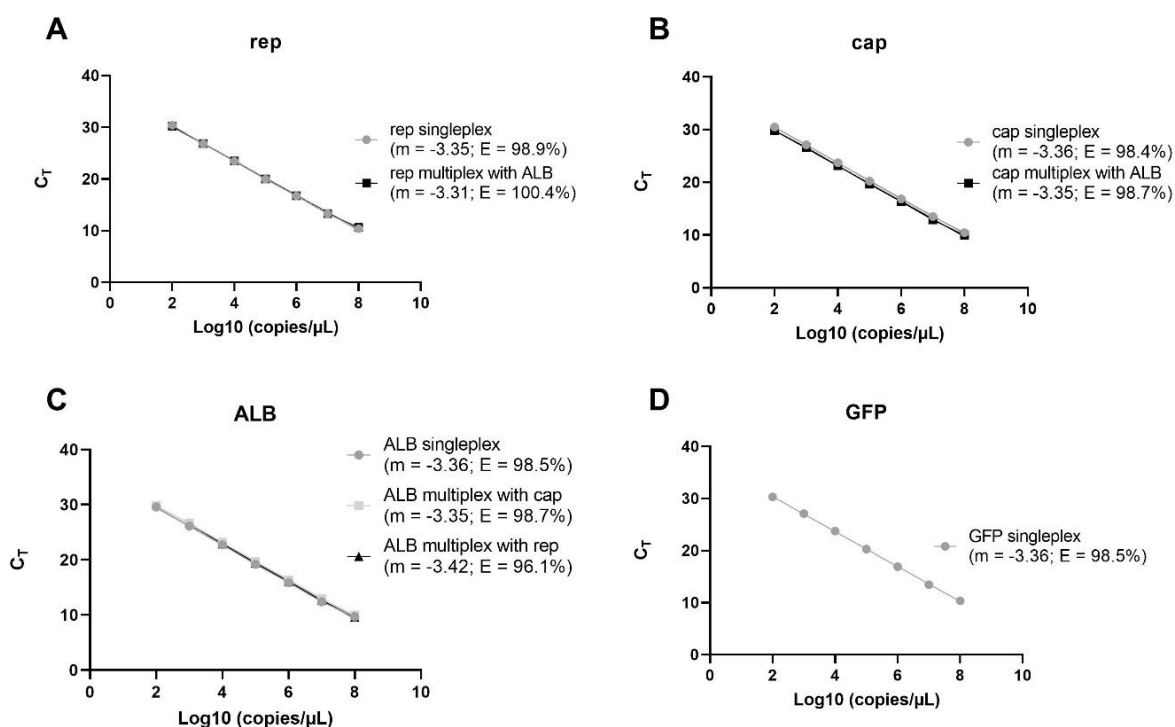 A
rep
40
30
20
10
0
0 2 4 6 8 10
C_T
Log10 (copies/μL)
rep singleplex
(m = -3.35; E = 98.9%)
rep multiplex with ALB
(m = -3.31; E = 100.4%)
B
cap
40
30
20
10
0
0 2 4 6 8 10
C_T
Log10 (copies/μL)
cap singleplex
(m = -3.36; E = 98.4%)
cap multiplex with ALB
(m = -3.35; E = 98.7%)
C
ALB
40
30
20
10
0
0 2 4 6 8 10
C_T
Log10 (copies/μL)
ALB singleplex
(m = -3.36; E = 98.5%)
ALB multiplex with cap
(m = -3.35; E = 98.7%)
ALB multiplex with rep
(m = -3.42; E = 96.1%)
D
GFP
40
30
20
10
0
0 2 4 6 8 10
C_T
Log10 (copies/μL)
GFP singleplex
(m = -3.36; E = 98.5%)